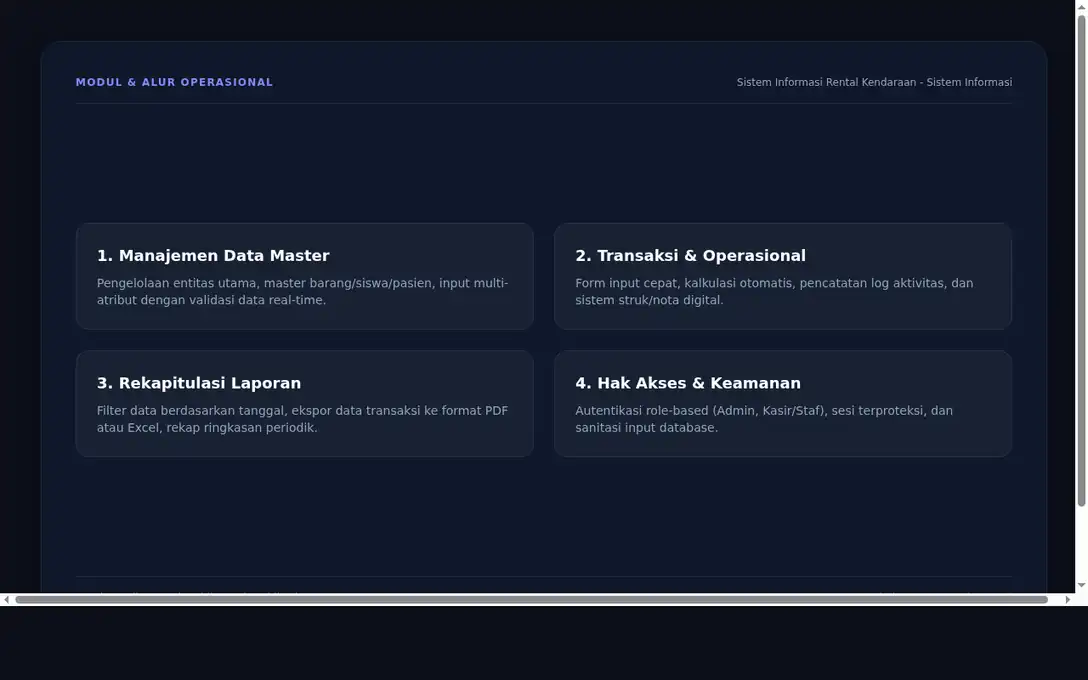 MODUL & ALUR OPERASIONAL
Sistem Informasi Rental Kendaraan - Sistem Informasi
1. Manajemen Data Master
Pengelolaan entitas utama, master barang/siswa/pasien, input multi-
atribut dengan validasi data real-time.
2. Transaksi & Operasional
Form input cepat, kalkulasi otomatis, pencatatan log aktivitas, dan
sistem struk/nota digital.
3. Rekapitulasi Laporan
Filter data berdasarkan tanggal, ekspor data transaksi ke format PDF
atau Excel, rekap ringkasan periodik.
4. Hak Akses & Keamanan
Autentikasi role-based (Admin, Kasir/Staf), sesi terproteksi, dan
sanitasi input database.